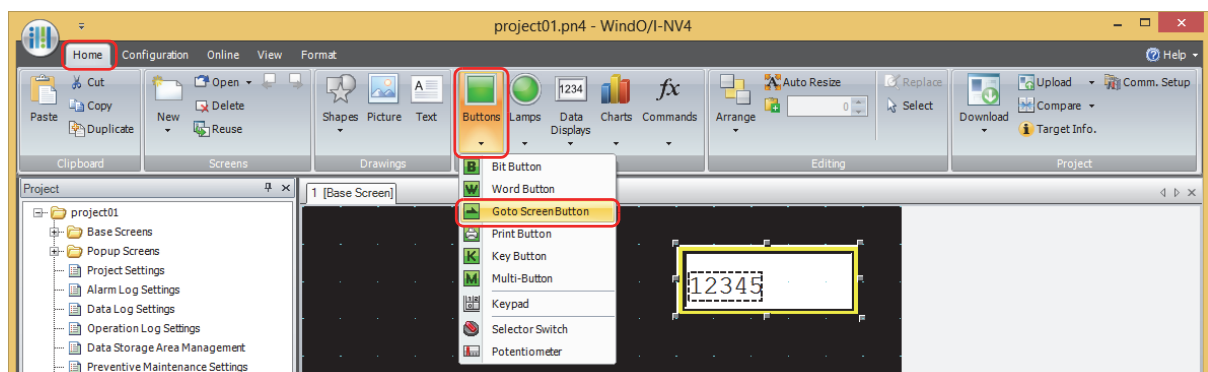 project01.pn4 - WindO/I-NV4
Home Configuration Online View Format Help
Cut
Copy
Duplicate
Paste
Clipboard
New
Open
Delete
Reuse
Screens
Shapes Picture Text
Drawings
Buttons Lamps Data Displays Charts Commands
Arrange
Auto Resize
0
Replace
Select
Editing
Download
Upload
Compare
Target Info.
Comm. Setup
Project
Project
project01
Base Screens
Popup Screens
Project Settings
Alarm Log Settings
Data Log Settings
Operation Log Settings
Data Storage Area Management
Preventive Maintenance Settings
1 [Base Screen]
Bit Button
Word Button
Goto Screen Button
Print Button
Key Button
Multi-Button
Keypad
Selector Switch
Potentiometer
12345